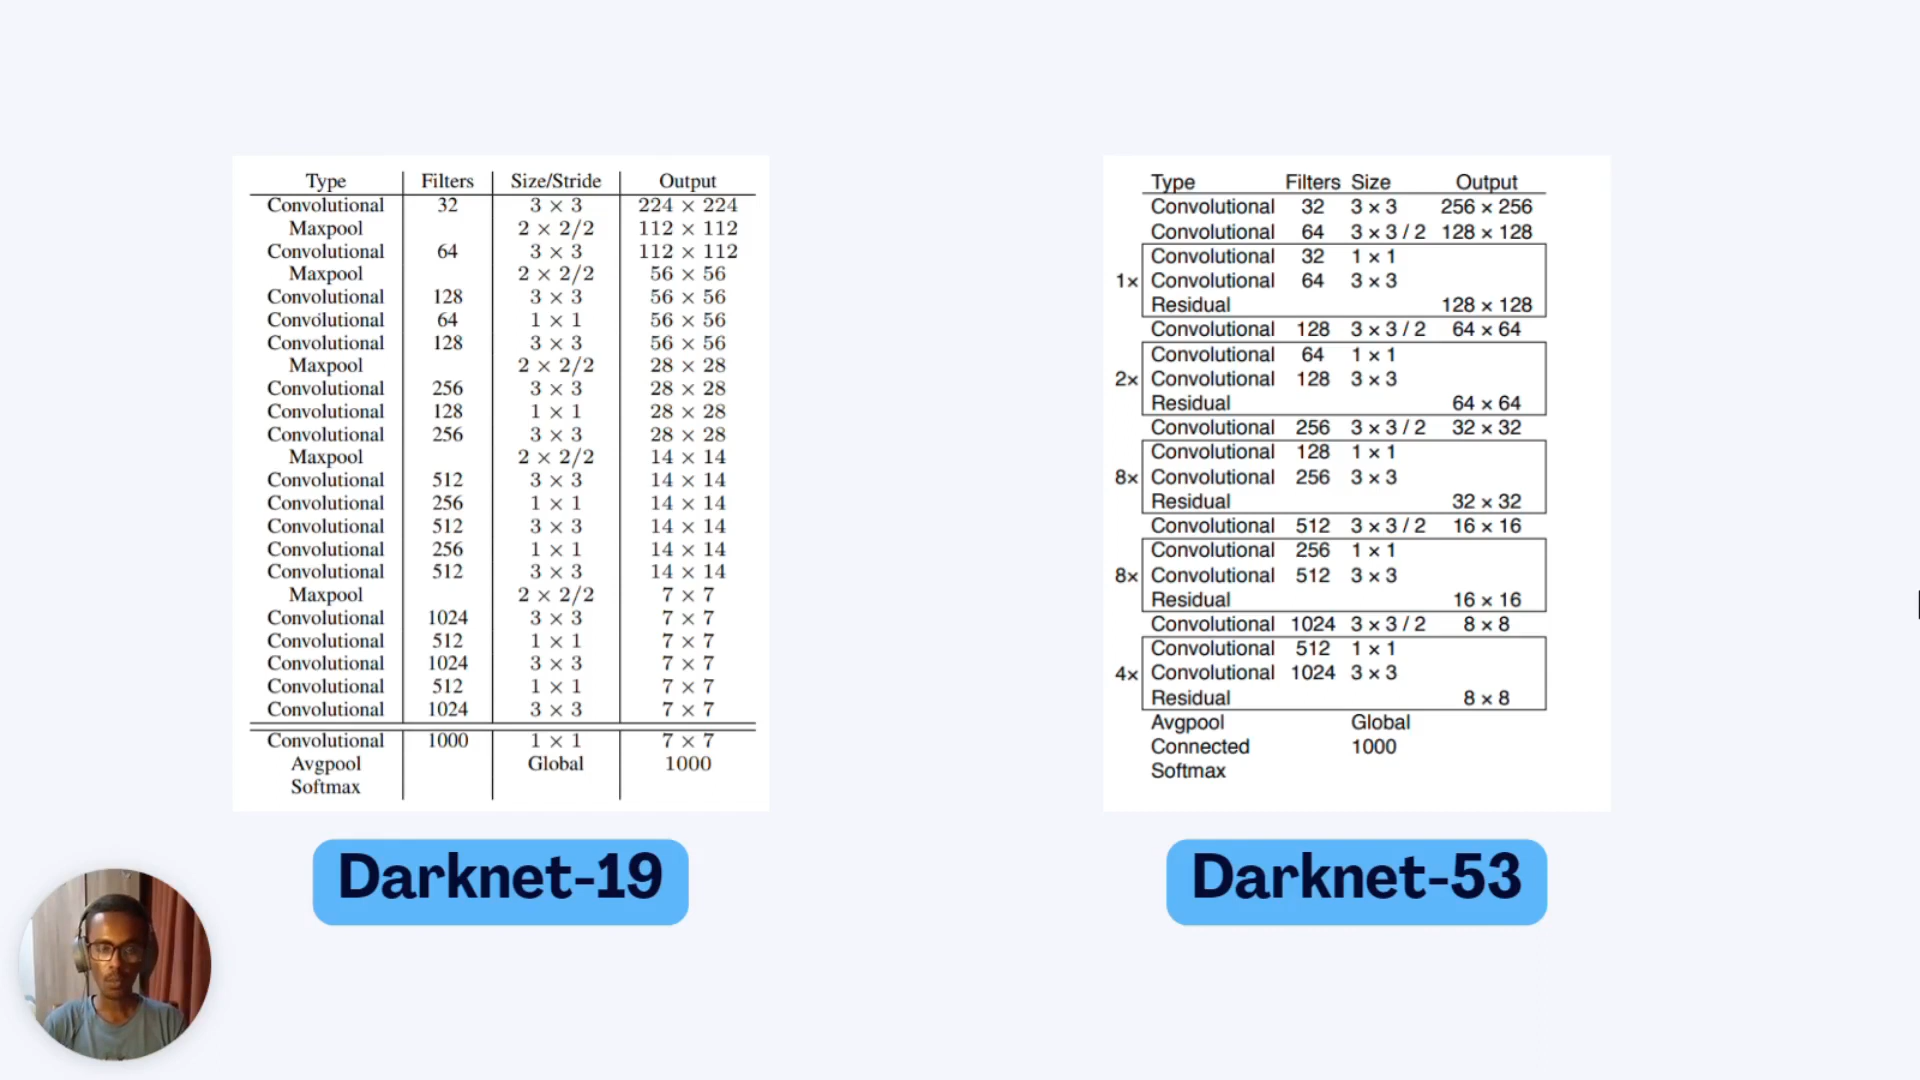 Type Filters Size/Stride Output
Convolutional 32 3 × 3 224 × 224
Maxpool 2 × 2/2 112 × 112
Convolutional 64 3 × 3 112 × 112
Maxpool 2 × 2/2 56 × 56
Convolutional 128 3 × 3 56 × 56
Convolutional 64 1 × 1 56 × 56
Convolutional 128 3 × 3 56 × 56
Maxpool 2 × 2/2 28 × 28
Convolutional 256 3 × 3 28 × 28
Convolutional 128 1 × 1 28 × 28
Convolutional 256 3 × 3 28 × 28
Maxpool 2 × 2/2 14 × 14
Convolutional 512 3 × 3 14 × 14
Convolutional 256 1 × 1 14 × 14
Convolutional 512 3 × 3 14 × 14
Convolutional 256 1 × 1 14 × 14
Convolutional 512 3 × 3 14 × 14
Maxpool 2 × 2/2 7 × 7
Convolutional 1024 3 × 3 7 × 7
Convolutional 512 1 × 1 7 × 7
Convolutional 1024 3 × 3 7 × 7
Convolutional 512 1 × 1 7 × 7
Convolutional 1024 3 × 3 7 × 7
Convolutional 1000 1 × 1 7 × 7
Avgpool Global 1000
Softmax
Darknet-19
Type Filters Size Output
Convolutional 32 3 × 3 256 × 256
Convolutional 64 3 × 3 / 2 128 × 128
Convolutional 32 1 × 1
1× Convolutional 64 3 × 3
Residual 128 × 128
Convolutional 128 3 × 3 / 2 64 × 64
Convolutional 64 1 × 1
2× Convolutional 128 3 × 3
Residual 64 × 64
Convolutional 256 3 × 3 / 2 32 × 32
Convolutional 128 1 × 1
8× Convolutional 256 3 × 3
Residual 32 × 32
Convolutional 512 3 × 3 / 2 16 × 16
Convolutional 256 1 × 1
8× Convolutional 512 3 × 3
Residual 16 × 16
Convolutional 1024 3 × 3 / 2 8 × 8
Convolutional 512 1 × 1
4× Convolutional 1024 3 × 3
Residual 8 × 8
Avgpool Global
Connected 1000
Softmax
Darknet-53